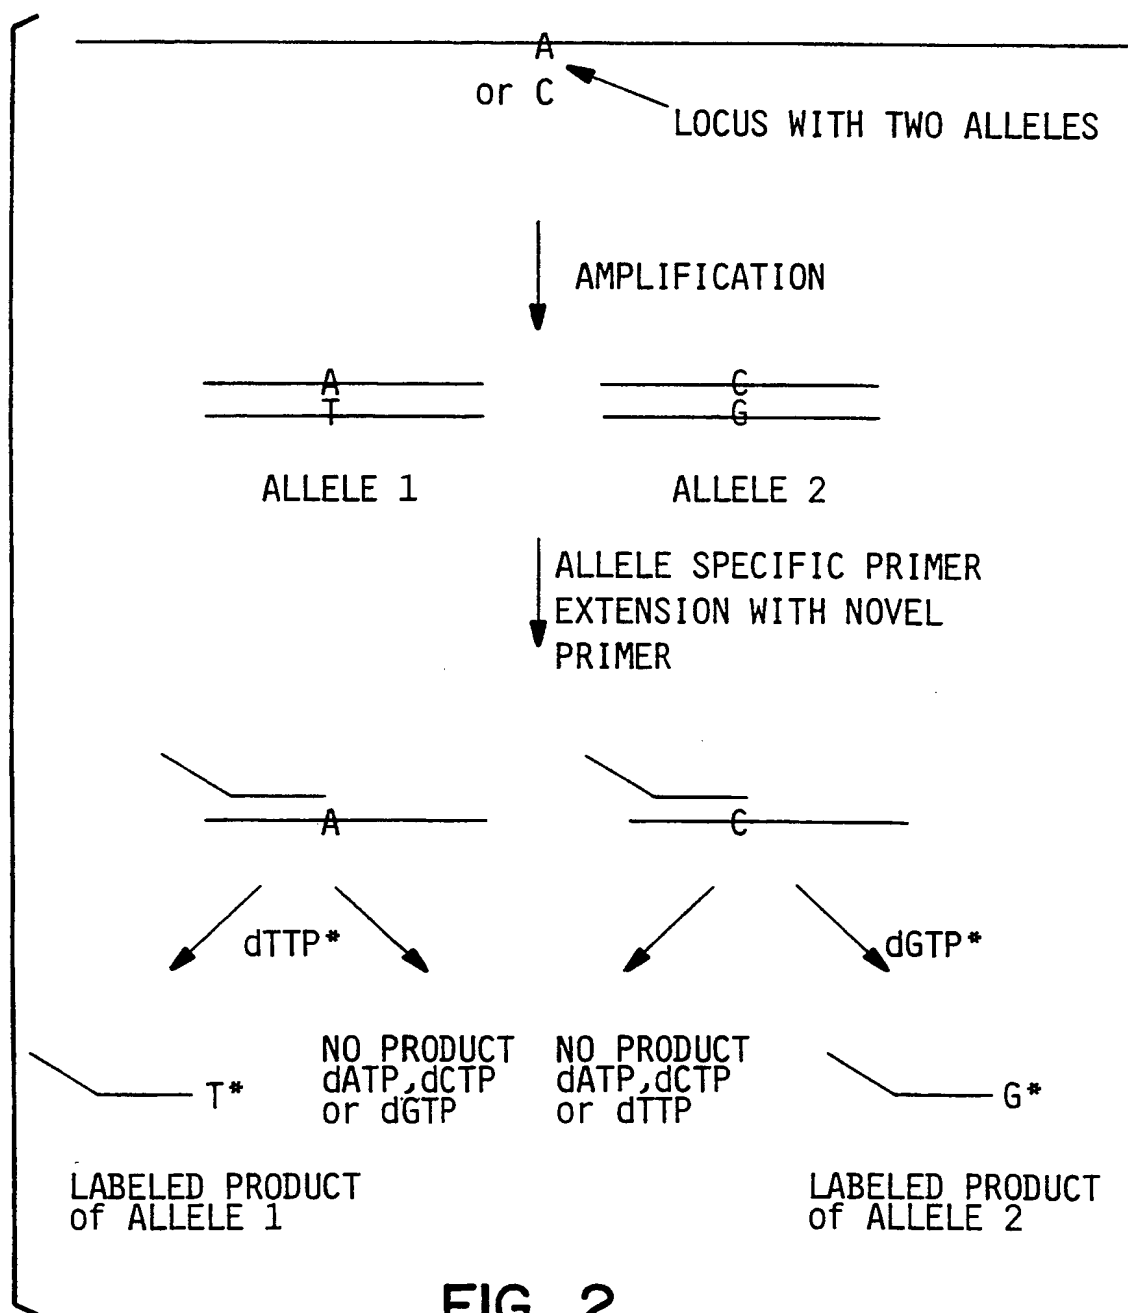 A
or C
LOCUS WITH TWO ALLELES
AMPLIFICATION
A
T
C
G
ALLELE 1
ALLELE 2
ALLELE SPECIFIC PRIMER
EXTENSION WITH NOVEL
PRIMER
A
C
dTTP*
dGTP*
T*
NO PRODUCT
dATP,dCTP
or dGTP
NO PRODUCT
dATP,dCTP
or dTTP
G*
LABELED PRODUCT
of ALLELE 1
LABELED PRODUCT
of ALLELE 2
FIG. 2